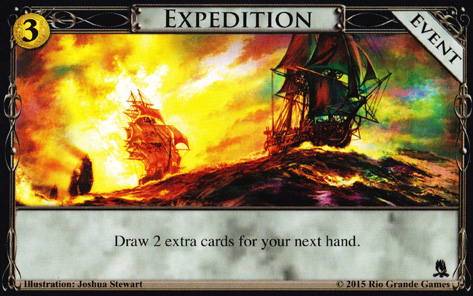 EXPEDITION
3
EVENT
Draw 2 extra cards for your next hand.
Illustration: Joshua Stewart
© 2015 Rio Grande Games